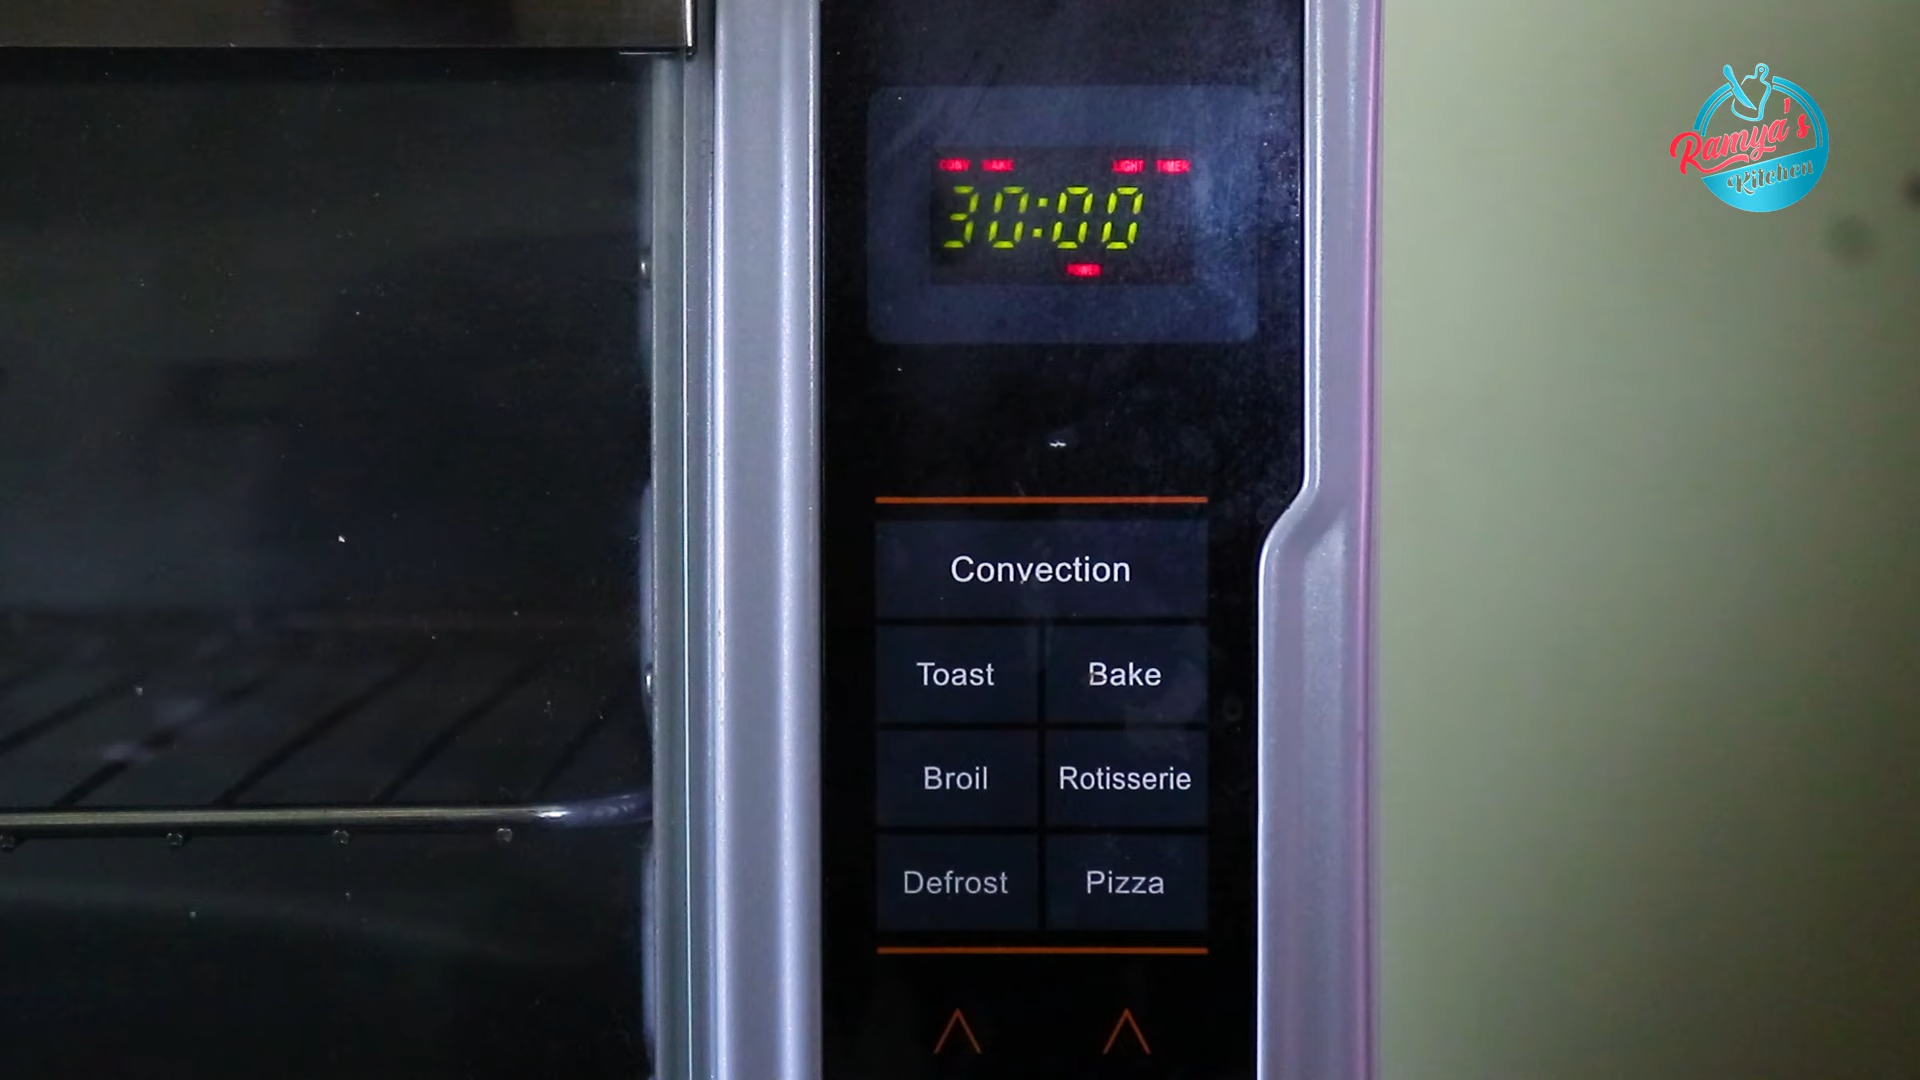 Ramya's
Kitchen
CONV BAKE LIGHT TIMER
30:00
POWER
Convection
Toast Bake
Broil Rotisserie
Defrost Pizza